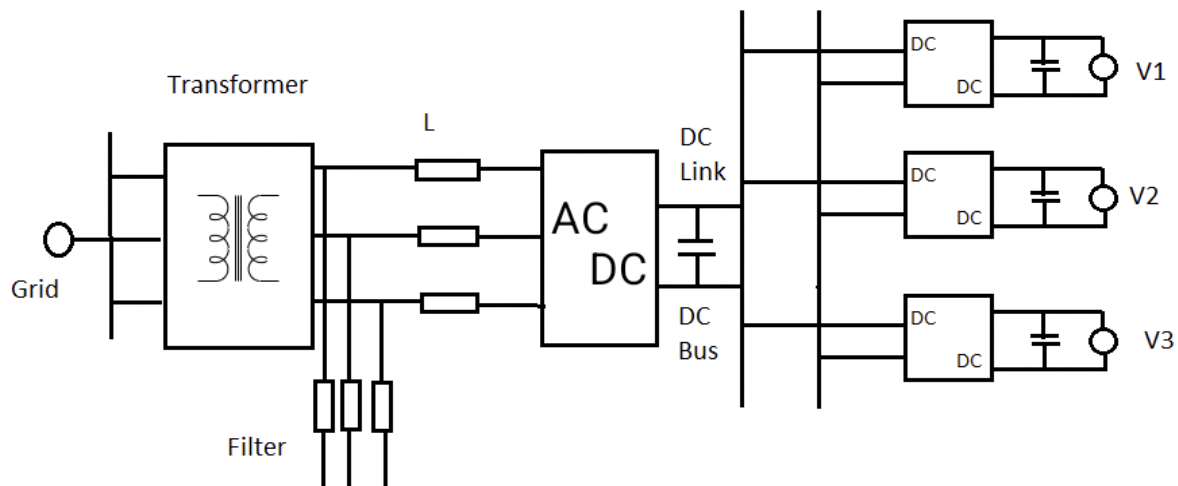 Transformer
L
Grid
Filter
AC
DC
DC
Link
DC
Bus
DC
DC
V1
DC
DC
V2
DC
DC
V3